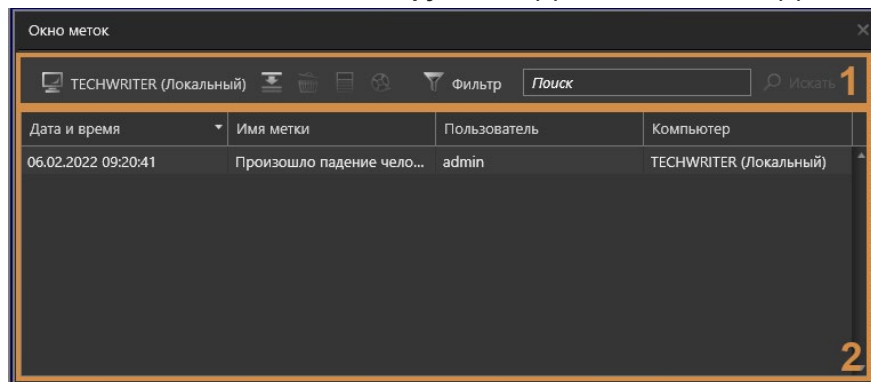 Окно меток
TECHWRITER (Локальный) Фильтр Поиск Искать 1
Дата и время Имя метки Пользователь Компьютер
06.02.2022 09:20:41 Произошло падение чело... admin TECHWRITER (Локальный)
2